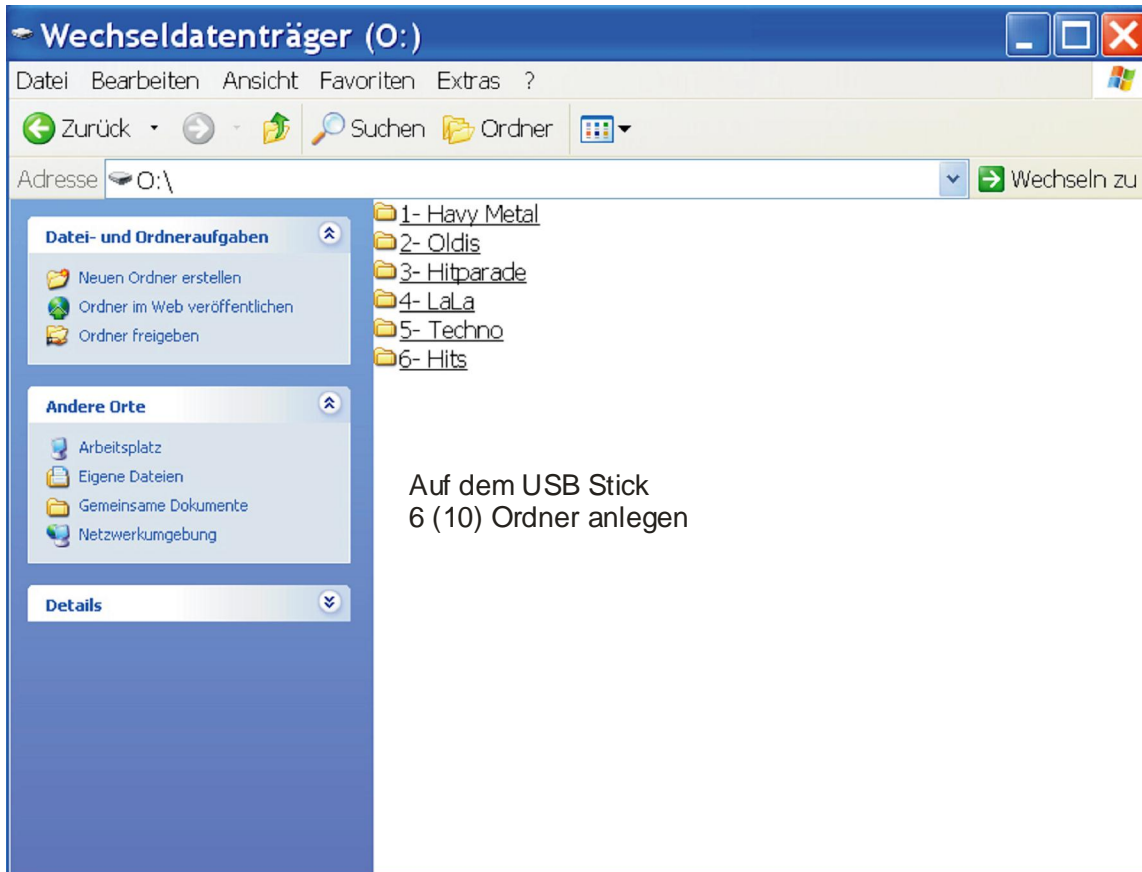 Wechseldatenträger (O:)
Datei Bearbeiten Ansicht Favoriten Extras ?
Zurück Suchen Ordner
Adresse O:\ Wechseln zu
Datei- und Ordneraufgaben
Neuen Ordner erstellen
Ordner im Web veröffentlichen
Ordner freigeben
Andere Orte
Arbeitsplatz
Eigene Dateien
Gemeinsame Dokumente
Netzwerkumgebung
Details
1- Havy Metal
2- Oldis
3- Hitparade
4- LaLa
5- Techno
6- Hits
Auf dem USB Stick
6 (10) Ordner anlegen